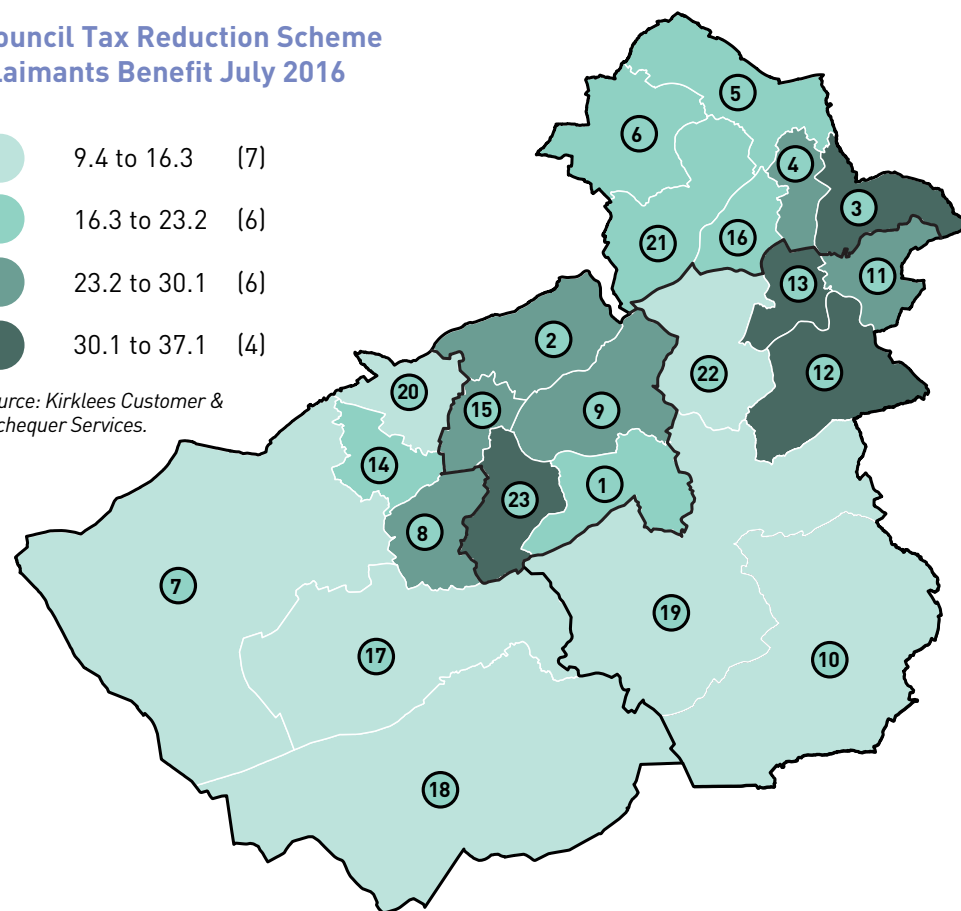 ouncil Tax Reduction Scheme
laimants Benefit July 2016
9.4 to 16.3 (7)
16.3 to 23.2 (6)
23.2 to 30.1 (6)
30.1 to 37.1 (4)
urce: Kirklees Customer &
chequer Services.
5
6
4
3
21
16
11
13
2
12
22
20
15
9
14
1
23
8
7
19
17
10
18